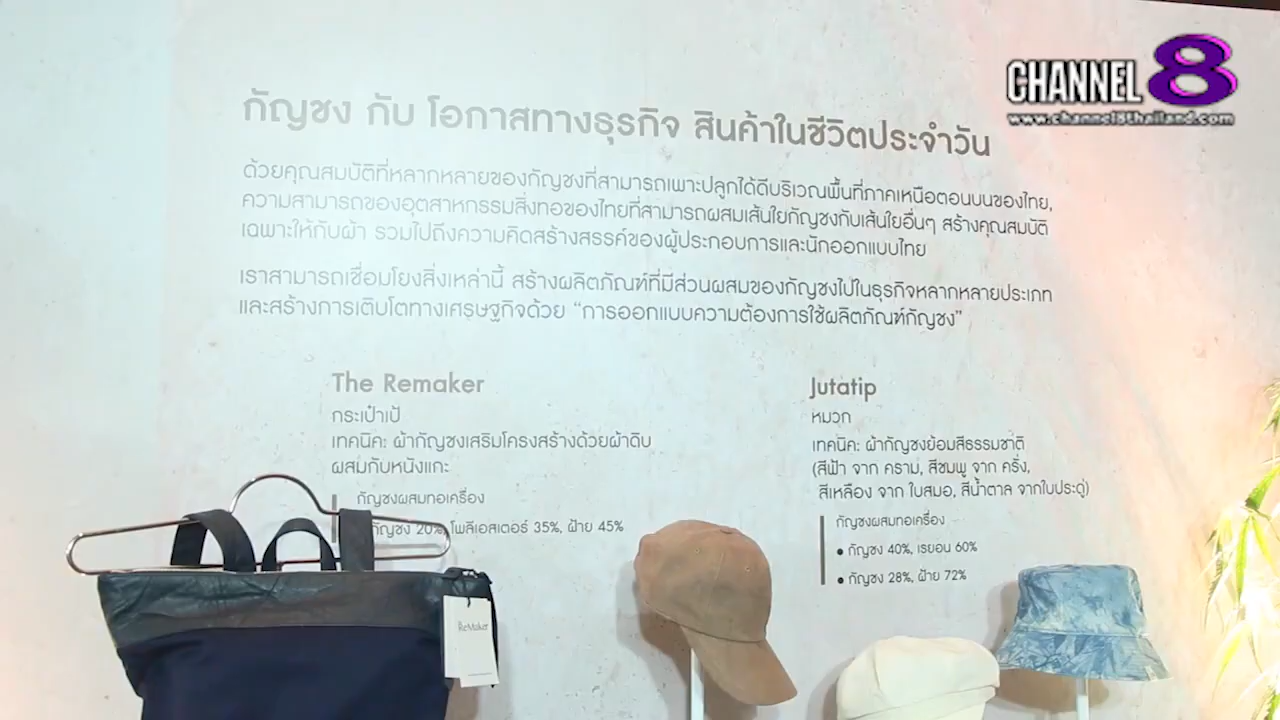 CHANNEL 8
www.channel8thailand.com
กัญชง กับ โอกาสทางธุรกิจ สินค้าในชีวิตประจำวัน
ด้วยคุณสมบัติที่หลากหลายของกัญชงที่สามารถเพาะปลูกได้ดีบริเวณพื้นที่ภาคเหนือตอนบนของไทย,
ความสามารถของอุตสาหกรรมสิ่งทอของไทยที่สามารถผสมเส้นใยกัญชงกับเส้นใยอื่นๆ สร้างคุณสมบัติ
เฉพาะให้กับผ้า รวมไปถึงความคิดสร้างสรรค์ของผู้ประกอบการและนักออกแบบไทย
เราสามารถเชื่อมโยงสิ่งเหล่านี้ สร้างผลิตภัณฑ์ที่มีส่วนผสมของกัญชงไปในธุรกิจหลากหลายประเภท
และสร้างการเติบโตทางเศรษฐกิจด้วย “การออกแบบความต้องการใช้ผลิตภัณฑ์กัญชง”
The Remaker
กระเป๋าเป้
เทคนิค: ผ้ากัญชงเสริมโครงสร้างด้วยผ้าดิบ
ผสมกับหนังแกะ
กัญชงผสมทอเครื่อง
กัญชง 20%, โพลีเอสเตอร์ 35%, ฝ้าย 45%
Jutatip
หมวก
เทคนิค: ผ้ากัญชงย้อมสีธรรมชาติ
(สีฟ้า จาก คราม, สีชมพู จาก ครั่ง,
สีเหลือง จาก ใบสมอ, สีน้ำตาล จากใบประดู่)
กัญชงผสมทอเครื่อง
• กัญชง 40%, เรยอน 60%
• กัญชง 28%, ฝ้าย 72%
ReMaker